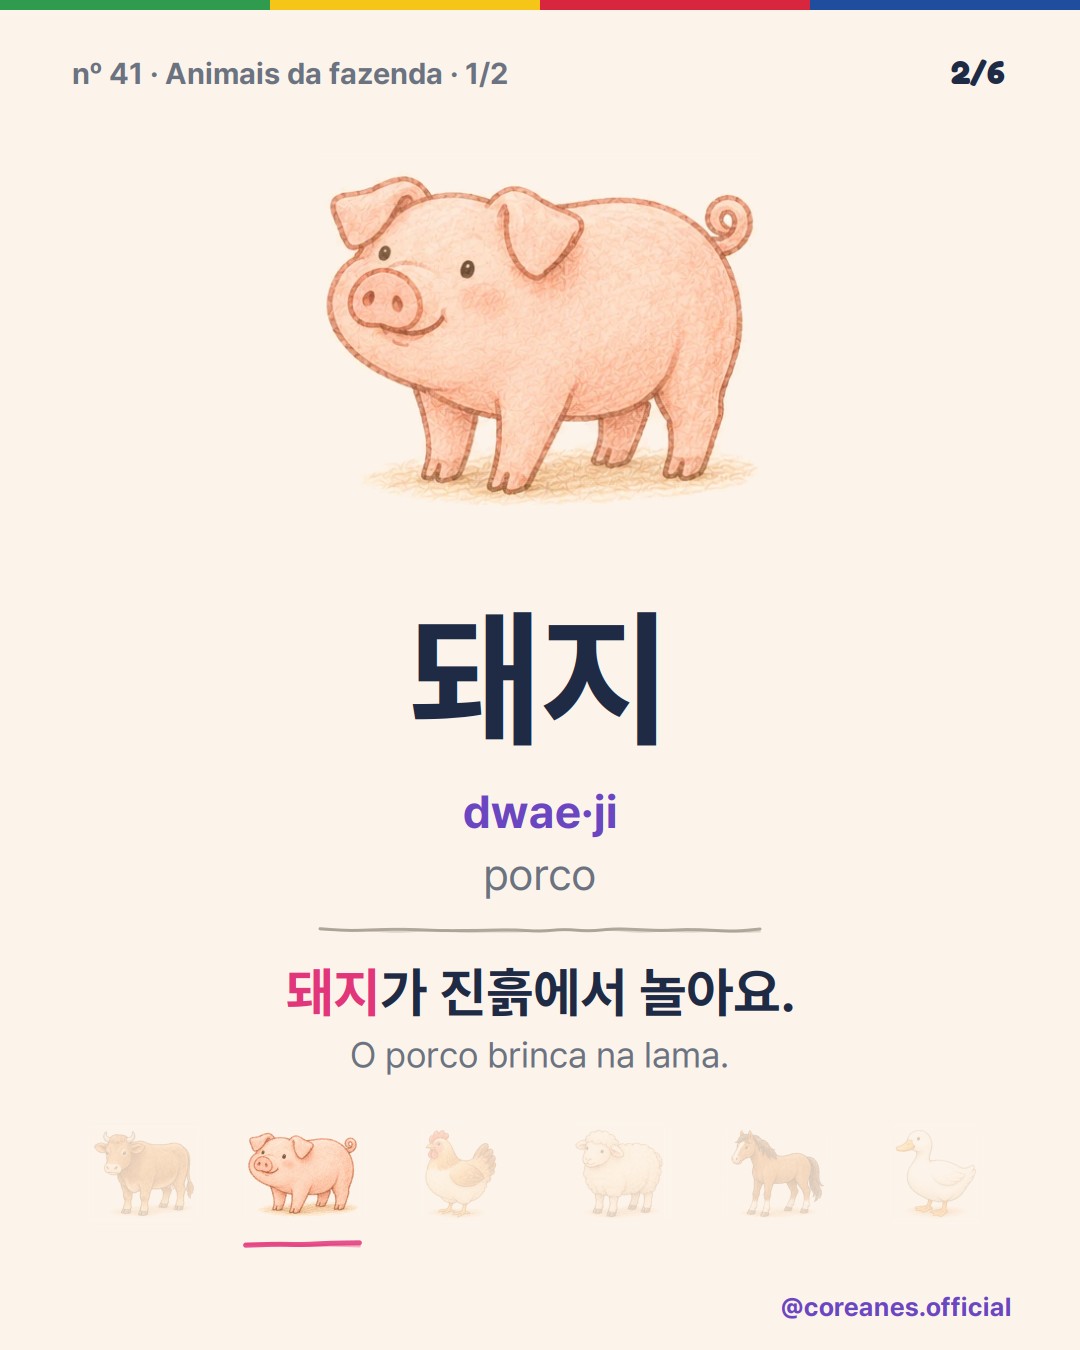 nº 41 · Animais da fazenda · 1/2
2/6
돼지
dwae·ji
porco
돼지가 진흙에서 놀아요.
O porco brinca na lama.
@coreanes.official